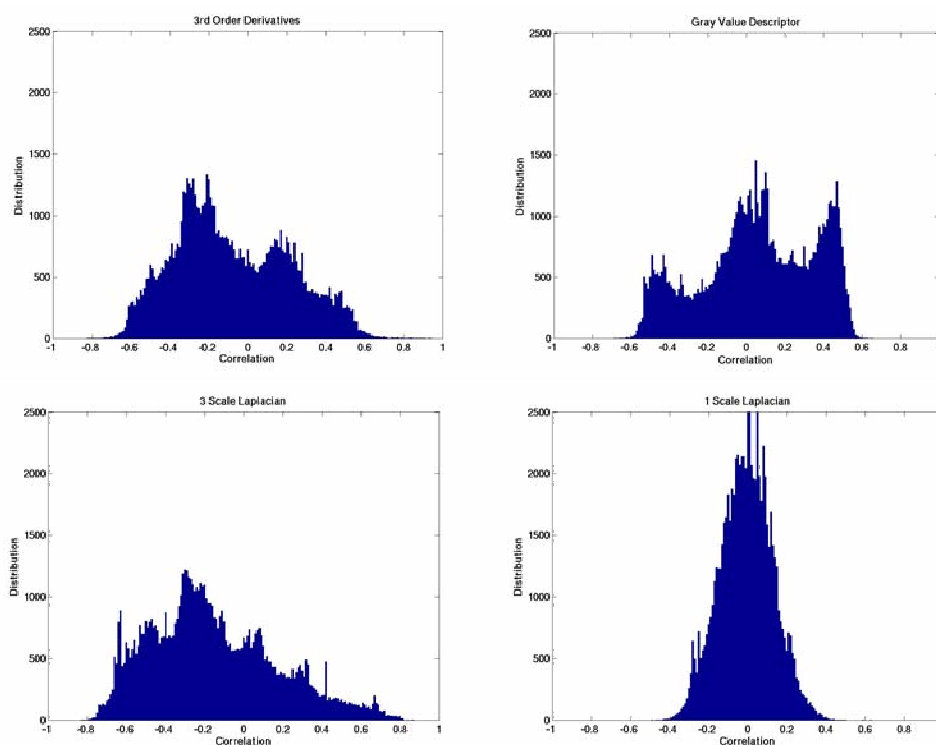 3rd Order Derivatives
2500
2000
1500
1000
500
0
Distribution
-1 -0.8 -0.6 -0.4 -0.2 0 0.2 0.4 0.6 0.8 1
Correlation
Gray Value Descriptor
2500
2000
1500
1000
500
0
Distribution
-1 -0.8 -0.6 -0.4 -0.2 0 0.2 0.4 0.6 0.8
Correlation
3 Scale Laplacian
2500
2000
1500
1000
500
0
Distribution
-1 -0.8 -0.6 -0.4 -0.2 0 0.2 0.4 0.6 0.8 1
Correlation
1 Scale Laplacian
2500
2000
1500
1000
500
0
Distribution
-1 -0.8 -0.6 -0.4 -0.2 0 0.2 0.4 0.6 0.8
Correlation